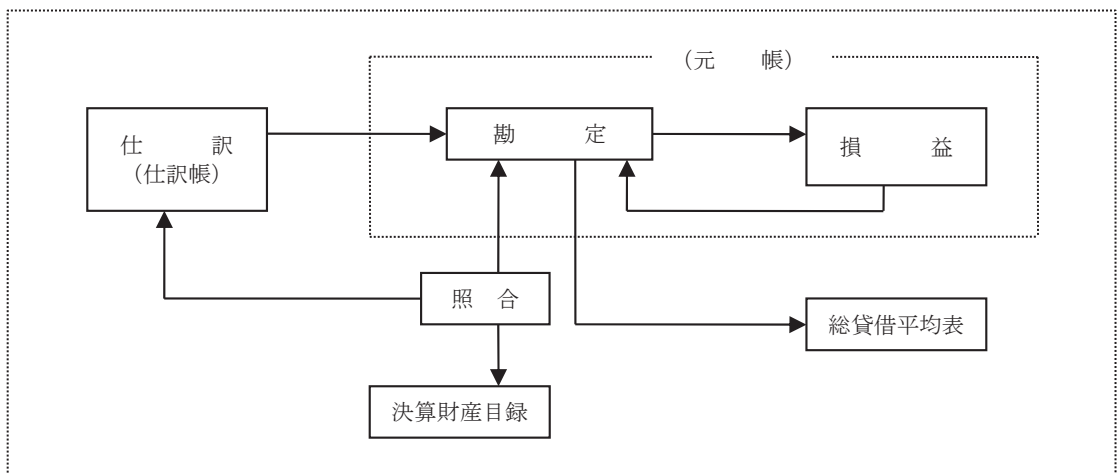 （元　　帳）
仕　　　訳
（仕訳帳）
勘　　　定
損　　　益
照　合
総貸借平均表
決算財産目録